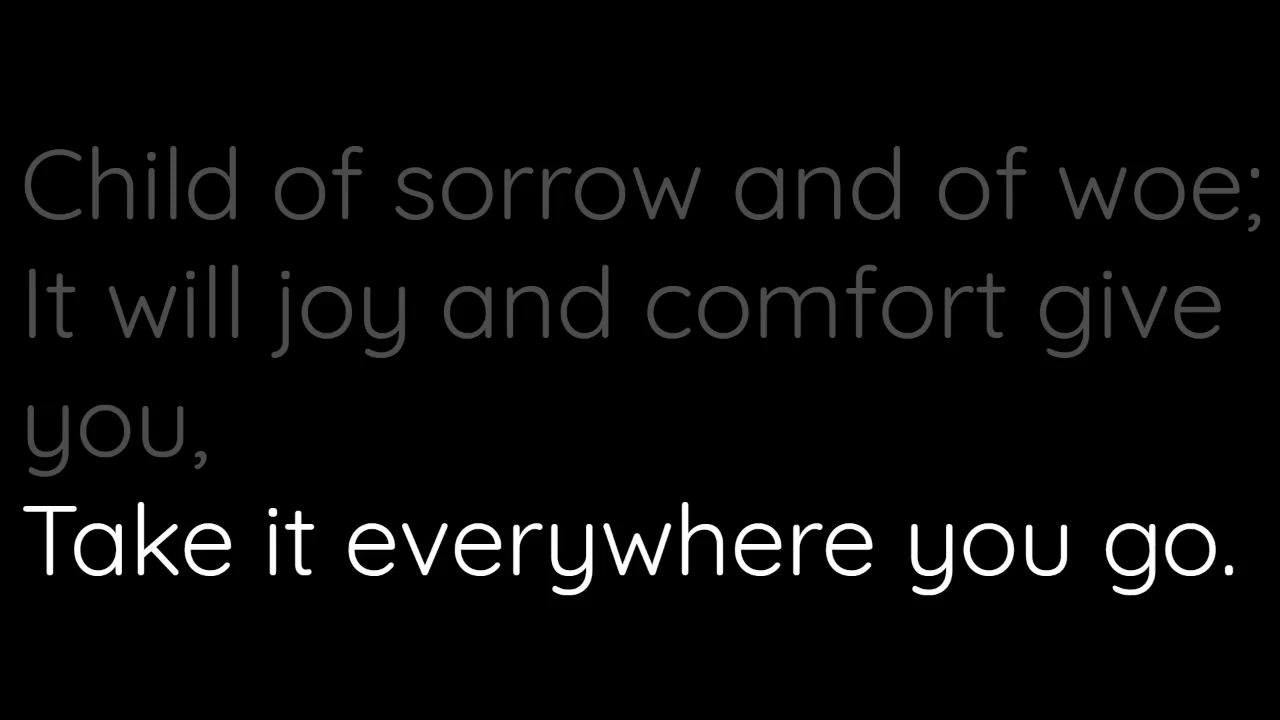 Child of sorrow and of woe;
It will joy and comfort give
you,
Take it everywhere you go.